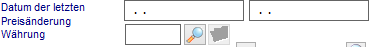 Datum der letzten . . . .
Preisänderung
Währung